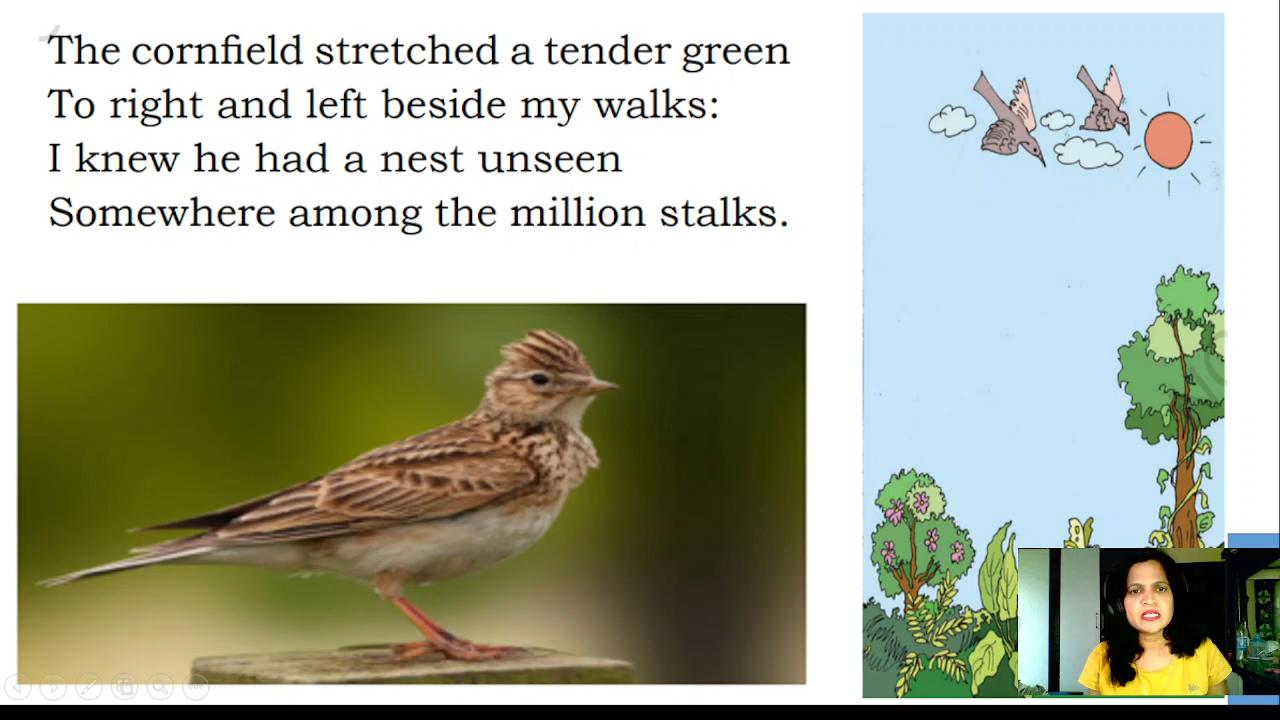 The cornfield stretched a tender green
To right and left beside my walks:
I knew he had a nest unseen
Somewhere among the million stalks.